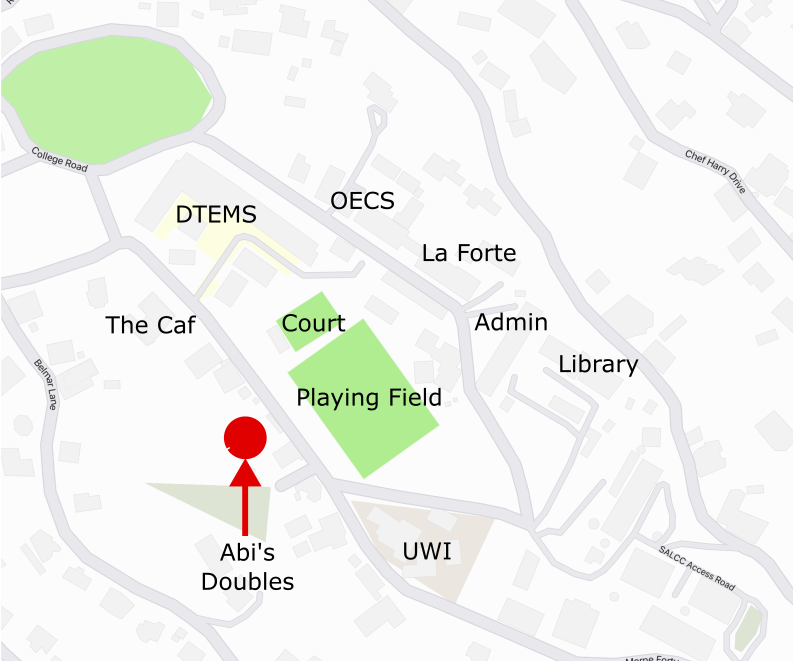 College Road
Chef Harry Drive
OECS
DTEMS
La Forte
The Caf
Court
Admin
Library
Belmar Lane
Playing Field
Abi's
Doubles
UWI
SALCC Access Road